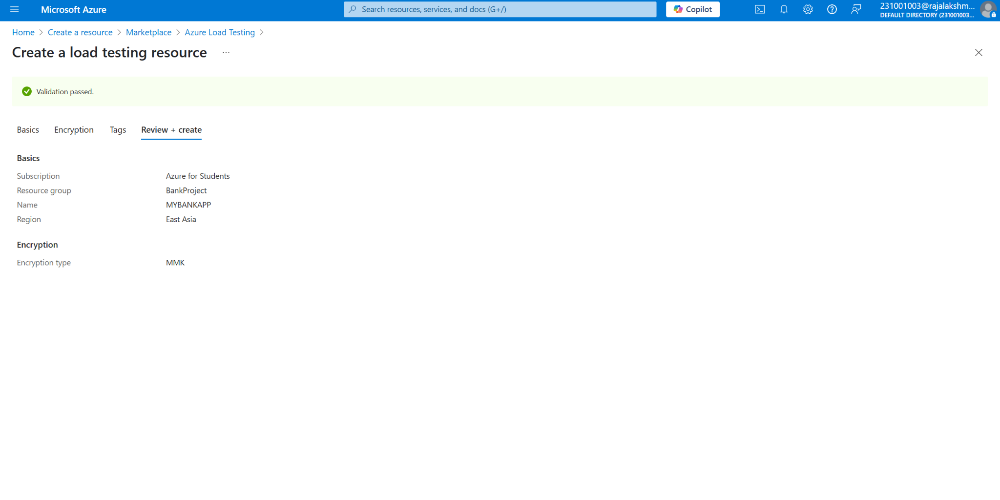 Microsoft Azure
Search resources, services, and docs (G+/)
Copilot
231001003@rajalakshm...
DEFAULT DIRECTORY (231001003...
Home > Create a resource > Marketplace > Azure Load Testing >
Create a load testing resource ...
Validation passed.
Basics Encryption Tags Review + create
Basics
Subscription Azure for Students
Resource group BankProject
Name MYBANKAPP
Region East Asia
Encryption
Encryption type MMK